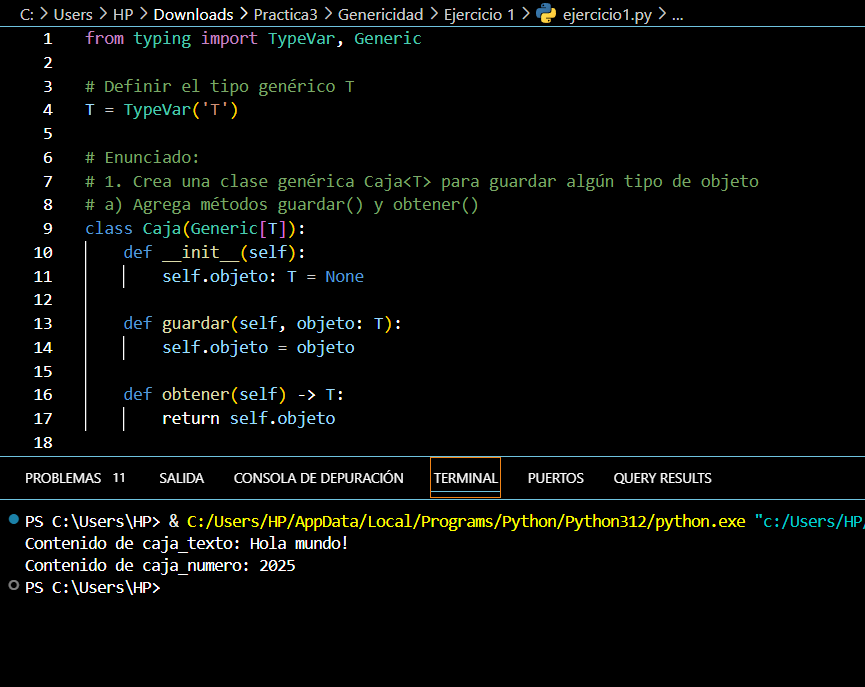 C: > Users > HP > Downloads > Practica3 > Genericidad > Ejercicio 1 > ejercicio1.py > ...
1 from typing import TypeVar, Generic
2
3 # Definir el tipo genérico T
4 T = TypeVar('T')
5
6 # Enunciado:
7 # 1. Crea una clase genérica Caja<T> para guardar algún tipo de objeto
8 # a) Agrega métodos guardar() y obtener()
9 class Caja(Generic[T]):
10     def __init__(self):
11         self.objeto: T = None
12
13     def guardar(self, objeto: T):
14         self.objeto = objeto
15
16     def obtener(self) -> T:
17         return self.objeto
18
PROBLEMAS 11 SALIDA CONSOLA DE DEPURACIÓN TERMINAL PUERTOS QUERY RESULTS
PS C:\Users\HP> & C:/Users/HP/AppData/Local/Programs/Python/Python312/python.exe "c:/Users/HP/
Contenido de caja_texto: Hola mundo!
Contenido de caja_numero: 2025
PS C:\Users\HP>